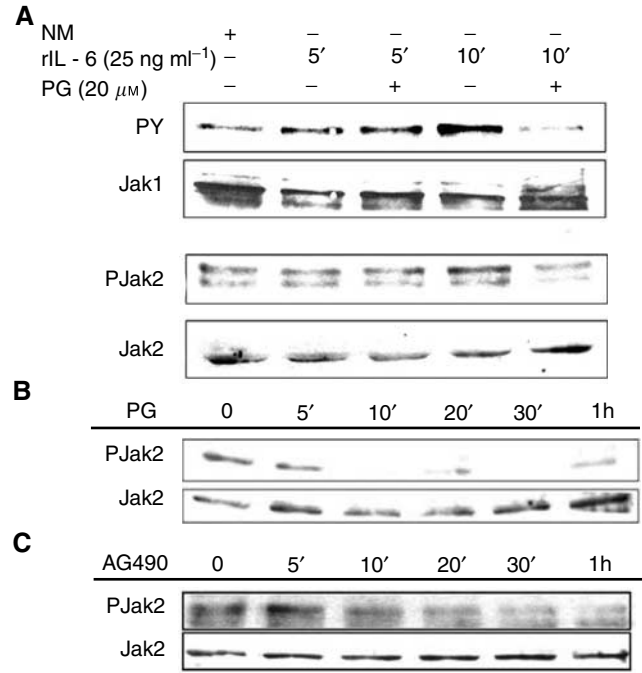 A
NM + – – – –
rIL - 6 (25 ng ml⁻¹) – 5′ 5′ 10′ 10′
PG (20 μM) – – + – +
PY
Jak1
PJak2
Jak2
B
PG 0 5′ 10′ 20′ 30′ 1h
PJak2
Jak2
C
AG490 0 5′ 10′ 20′ 30′ 1h
PJak2
Jak2